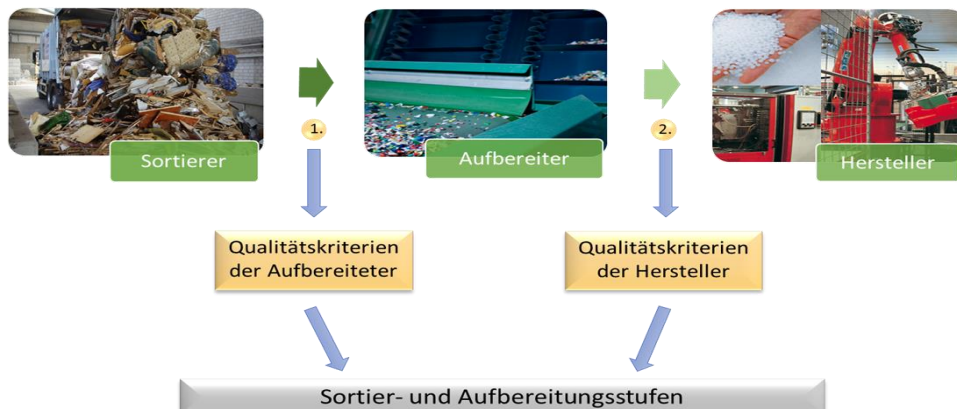 1.
2.
Sortierer
Aufbereiter
Hersteller
Qualitätskriterien
der Aufbereiteter
Qualitätskriterien
der Hersteller
Sortier- und Aufbereitungsstufen